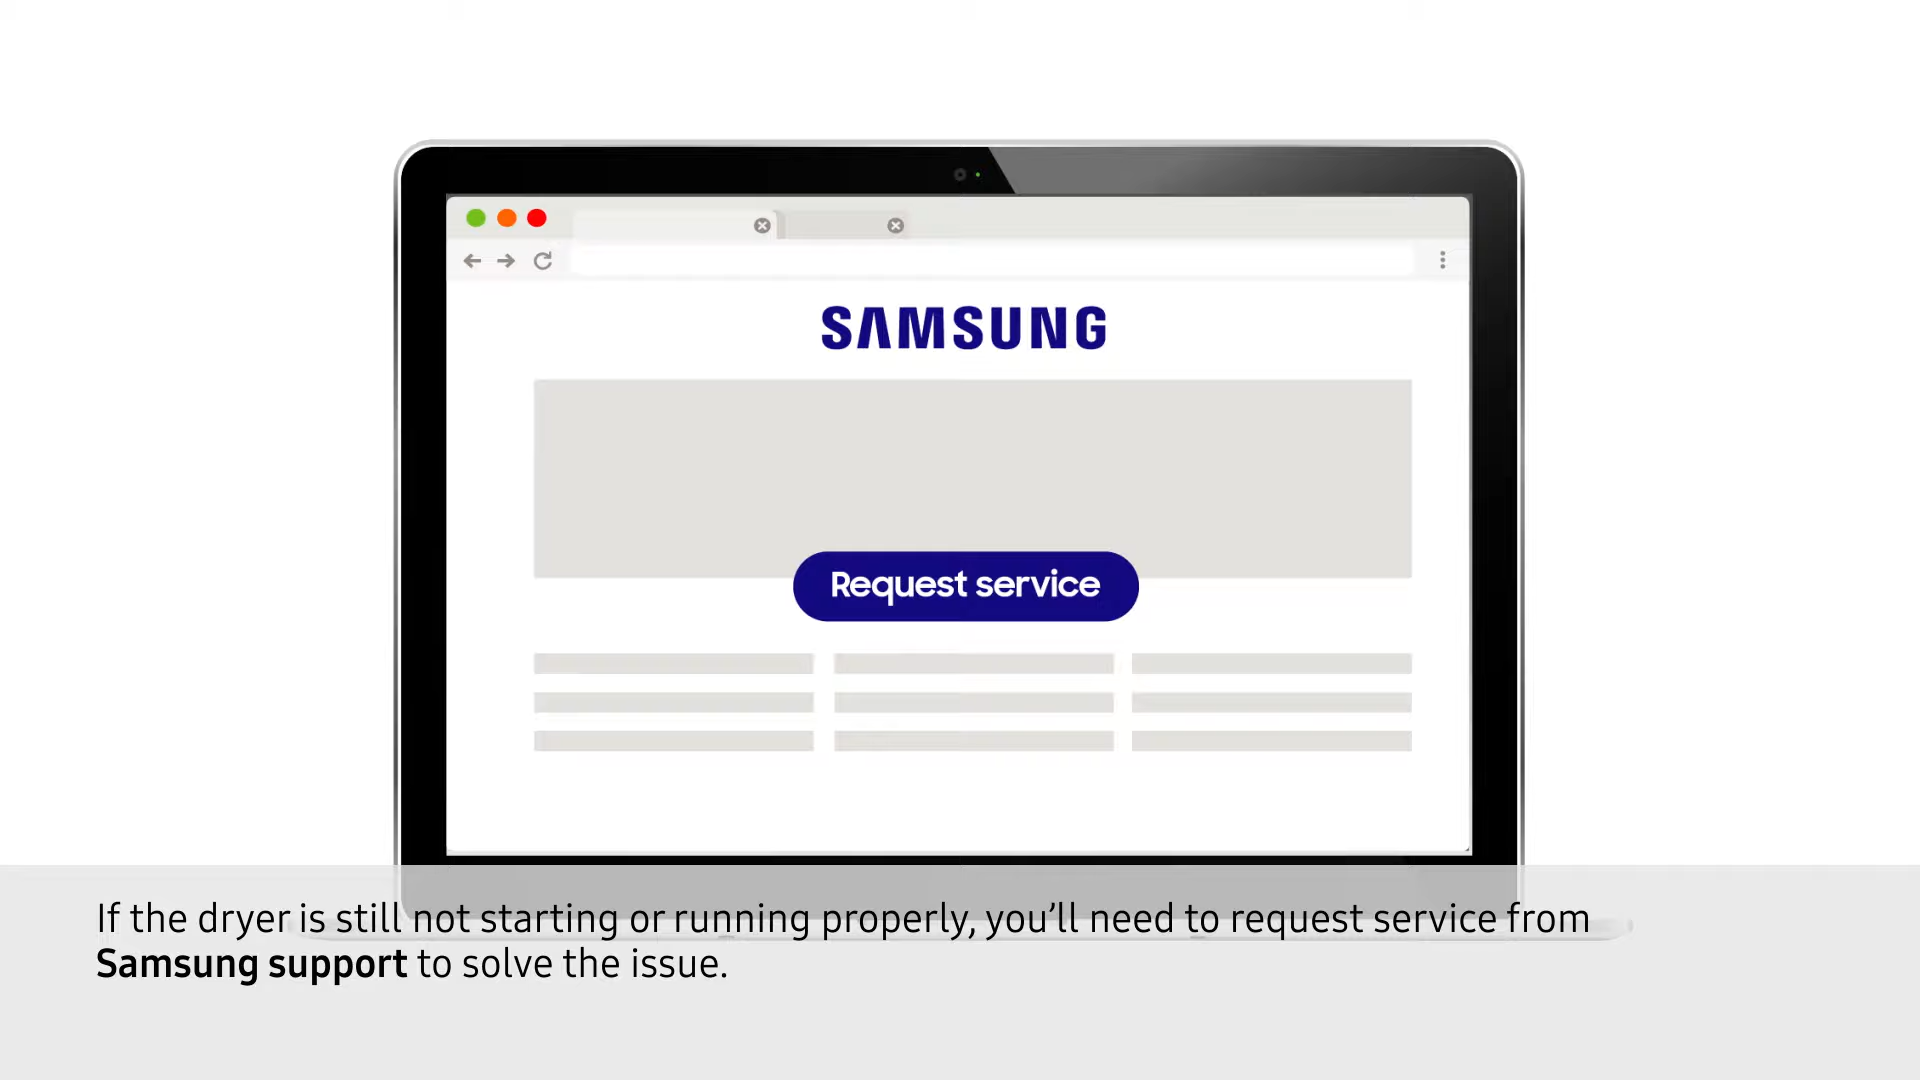 SAMSUNG
Request service
If the dryer is still not starting or running properly, you’ll need to request service from
Samsung support to solve the issue.